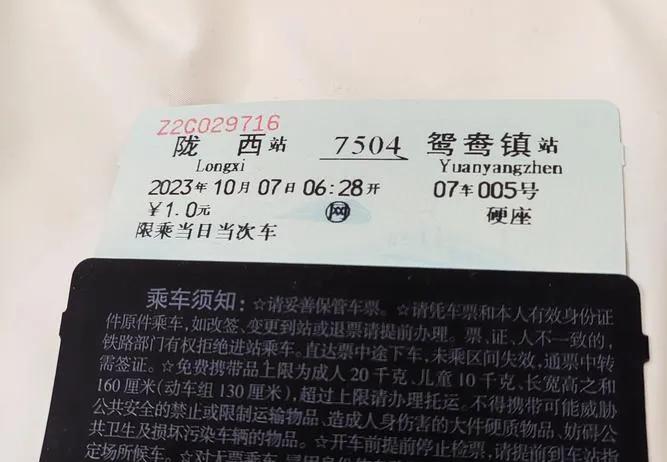 Z2C029716
陇 西站 7504 鸳鸯镇站
Longxi Yuanyangzhen
2023年10月07日06:28开 07车005号
￥1.0元 网 硬座
限乘当日当次车
乘车须知:☆请妥善保管车票。☆请凭车票和本人有效身份证
件原件乘车,如改签、变更到站或退票请提前办理。票、证、人不一致的,
铁路部门有权拒绝进站乘车。直达票中途下车,未乘区间失效,通票中转
需签证。☆免费携带品上限为成人20千克、儿童10千克、长宽高之和
160厘米(动车组130厘米),超过上限请办理托运。不得携带可能威胁
公共安全的禁止或限制运输物品、造成人身伤害的大件硬质物品、妨碍公
共卫生及损坏污染车辆的物品。☆开车前提前停止检票,请提前到车站指
定场所候车。☆对无票乘车